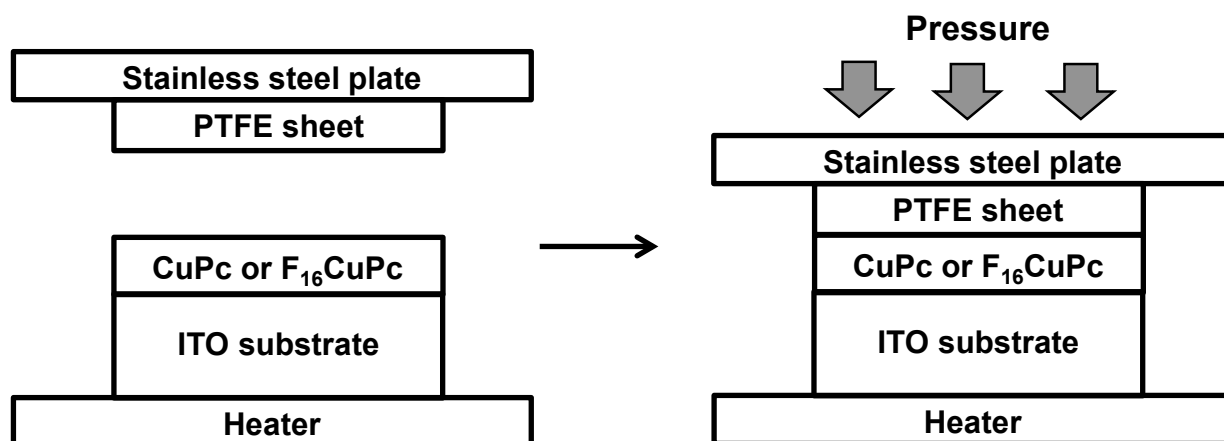 Stainless steel plate
PTFE sheet
CuPc or F₁₆CuPc
ITO substrate
Heater
Pressure
Stainless steel plate
PTFE sheet
CuPc or F₁₆CuPc
ITO substrate
Heater